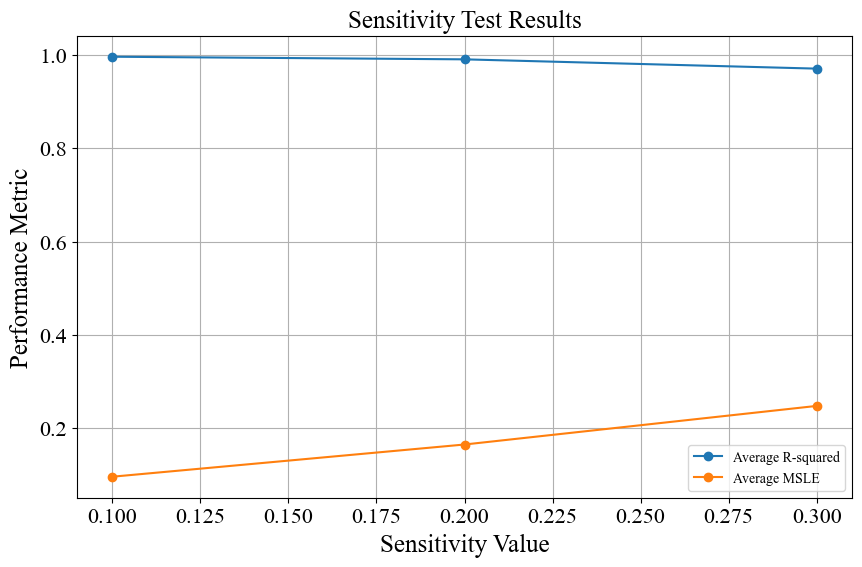 Sensitivity Test Results
Performance Metric
1.0
0.8
0.6
0.4
0.2
Average R-squared
Average MSLE
0.100 0.125 0.150 0.175 0.200 0.225 0.250 0.275 0.300
Sensitivity Value